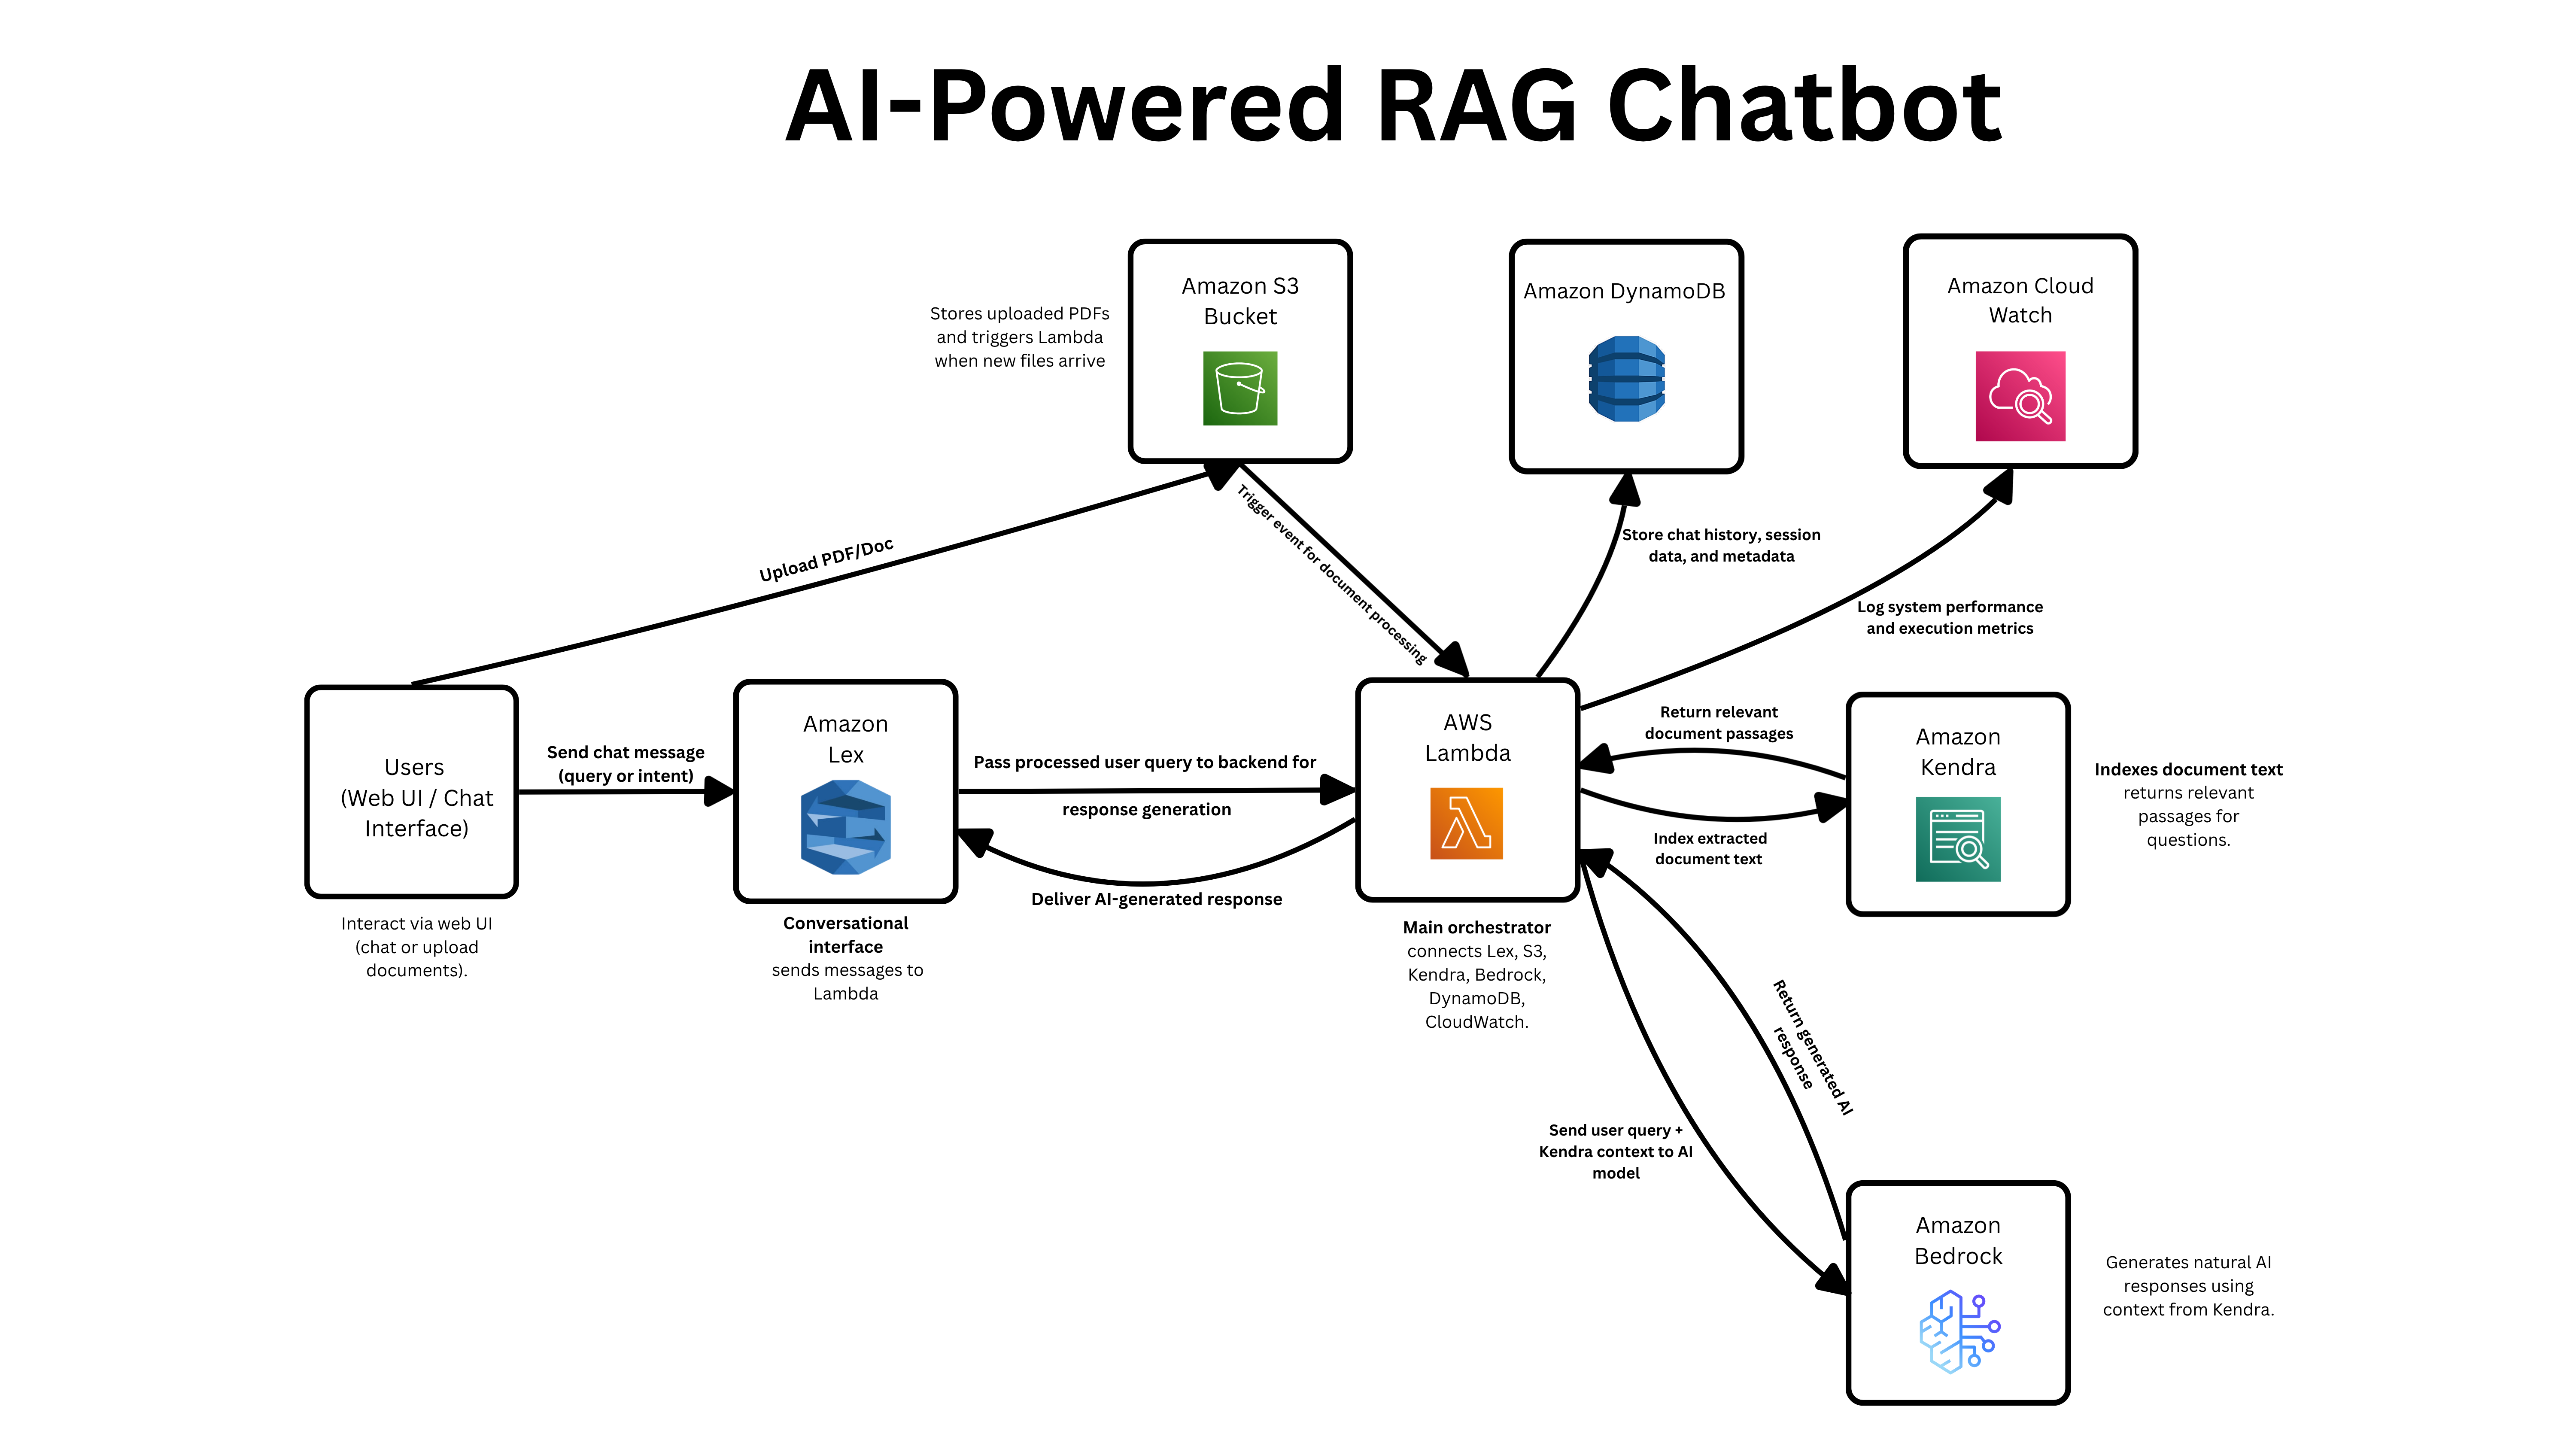 AI-Powered RAG Chatbot
Amazon S3
Bucket
Stores uploaded PDFs
and triggers Lambda
when new files arrive
Amazon DynamoDB
Amazon Cloud
Watch
Upload PDF/Doc
Trigger event for document processing
Store chat history, session
data, and metadata
Log system performance
and execution metrics
Users
(Web UI / Chat
Interface)
Interact via web UI
(chat or upload
documents).
Send chat message
(query or intent)
Amazon
Lex
Conversational
interface
sends messages to
Lambda
Pass processed user query to backend for
response generation
Deliver AI-generated response
AWS
Lambda
Main orchestrator
connects Lex, S3,
Kendra, Bedrock,
DynamoDB,
CloudWatch.
Return relevant
document passages
Index extracted
document text
Amazon
Kendra
Indexes document text
returns relevant
passages for
questions.
Return generated AI
response
Send user query +
Kendra context to AI
model
Amazon
Bedrock
Generates natural AI
responses using
context from Kendra.